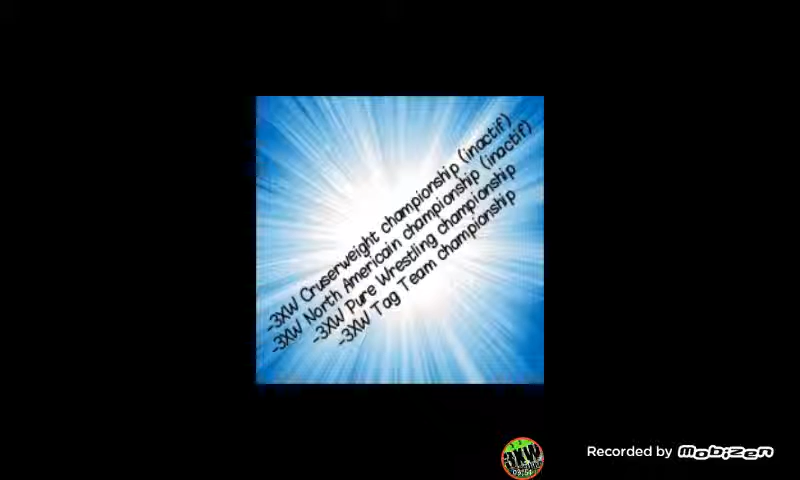 -3XW Cruserweight championship (inactif)
-3XW North Americain championship (inactif)
-3XW Pure Wrestling championship
-3XW Tag Team championship
3XW
Recorded by Mobizen